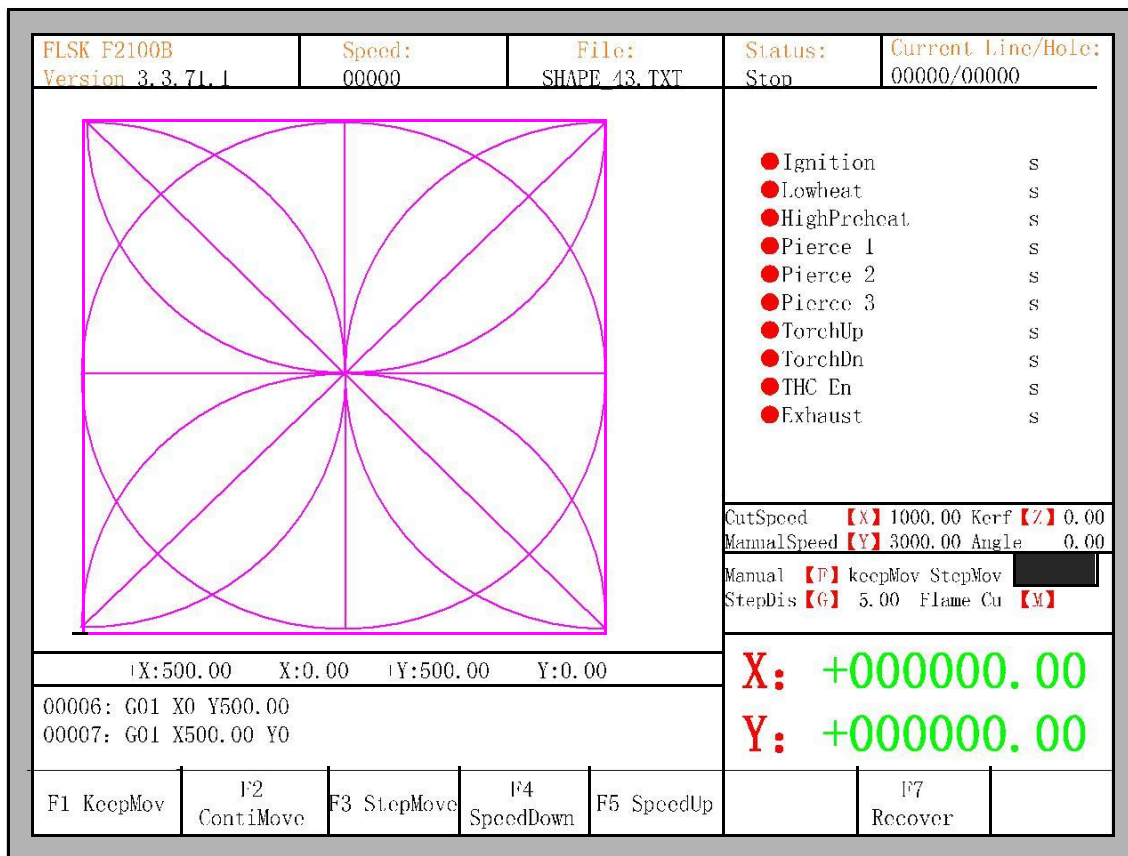 FLSK F2100B
Version 3.3.71.1
Speed:
00000
File:
SHAPE_43.TXT
Status:
Stop
Current Line/Hole:
00000/00000
Ignition s
Lowheat s
HighPreheat s
Pierce 1 s
Pierce 2 s
Pierce 3 s
TorchUp s
TorchDn s
THC En s
Exhaust s
CutSpeed 【X】 1000.00 Kerf 【Z】 0.00
ManualSpeed 【Y】 3000.00 Angle 0.00
Manual 【F】 keepMov StepMov
StepDis 【G】 5.00 Flame Cu 【M】
X: +000000.00
Y: +000000.00
X:500.00 X:0.00 Y:500.00 Y:0.00
00006: G01 X0 Y500.00
00007: G01 X500.00 Y0
F1 KeepMov
F2
ContiMove
F3 StepMove
F4
SpeedDown
F5 SpeedUp
F7
Recover